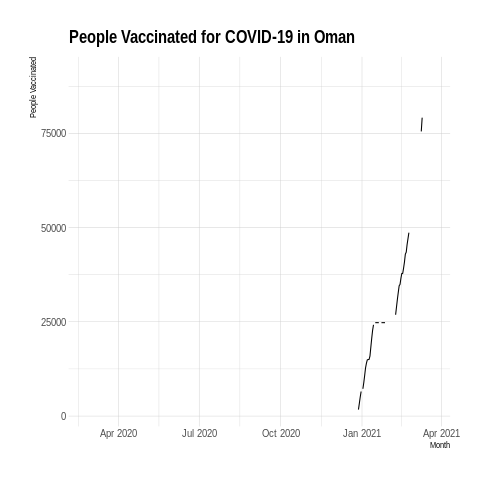 People Vaccinated for COVID-19 in Oman
People Vaccinated
75000
50000
25000
0
Apr 2020
Jul 2020
Oct 2020
Jan 2021
Apr 2021
Month